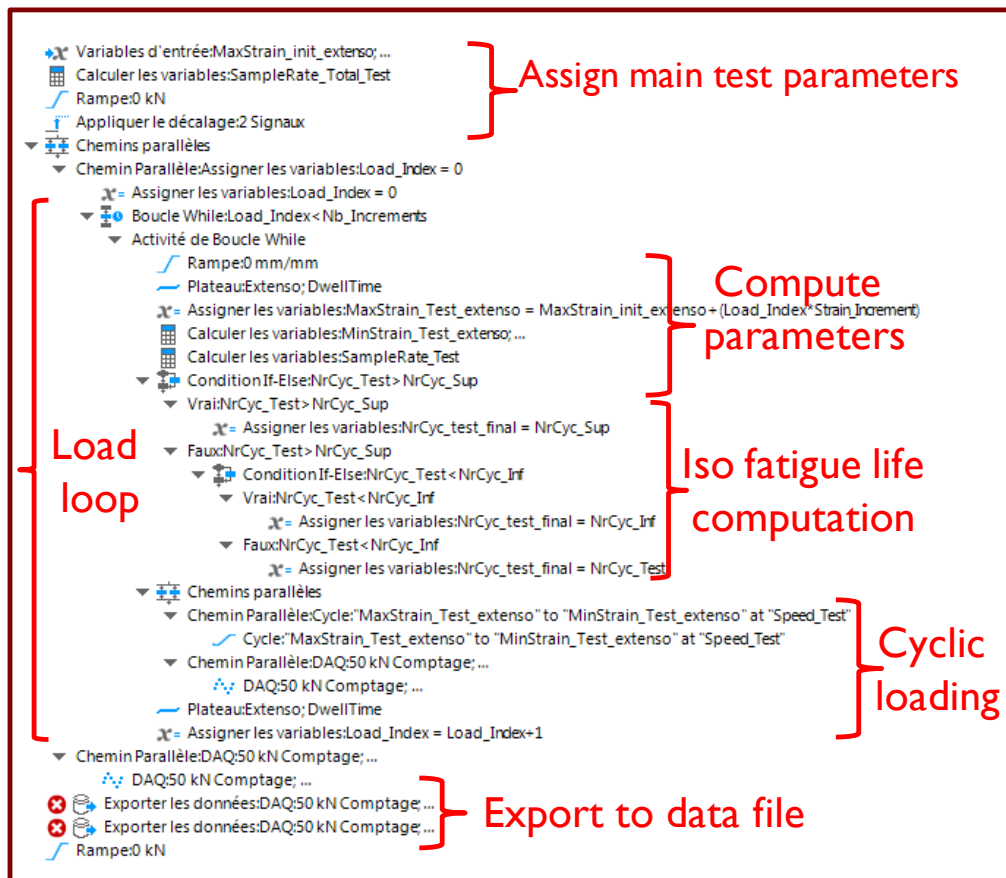 Variables d'entrée:MaxStrain_init_extenso; ...
Calculer les variables:SampleRate_Total_Test
Rampe:0 kN
Appliquer le décalage:2 Signaux
Assign main test parameters
Chemins parallèles
Chemin Parallèle:Assigner les variables:Load_Index = 0
x= Assigner les variables:Load_Index = 0
Boucle While:Load_Index<Nb_Increments
Activité de Boucle While
Rampe:0 mm/mm
Plateau:Extenso; DwellTime
x= Assigner les variables:MaxStrain_Test_extenso = MaxStrain_init_extenso+(Load_Index*Strain_Increment)
Calculer les variables:MinStrain_Test_extenso; ...
Calculer les variables:SampleRate_Test
Condition If-Else:NrCyc_Test>NrCyc_Sup
Compute
parameters
Vrai:NrCyc_Test>NrCyc_Sup
x= Assigner les variables:NrCyc_test_final = NrCyc_Sup
Faux:NrCyc_Test>NrCyc_Sup
Condition If-Else:NrCyc_Test<NrCyc_Inf
Vrai:NrCyc_Test<NrCyc_Inf
x= Assigner les variables:NrCyc_test_final = NrCyc_Inf
Faux:NrCyc_Test<NrCyc_Inf
x= Assigner les variables:NrCyc_test_final = NrCyc_Test
Iso fatigue life
computation
Load
loop
Chemins parallèles
Chemin Parallèle:Cycle:"MaxStrain_Test_extenso" to "MinStrain_Test_extenso" at "Speed_Test"
Cycle:"MaxStrain_Test_extenso" to "MinStrain_Test_extenso" at "Speed_Test"
Chemin Parallèle:DAQ:50 kN Comptage; ...
DAQ:50 kN Comptage; ...
Plateau:Extenso; DwellTime
x= Assigner les variables:Load_Index = Load_Index+1
Cyclic
loading
Chemin Parallèle:DAQ:50 kN Comptage; ...
DAQ:50 kN Comptage; ...
Exporter les données:DAQ:50 kN Comptage; ...
Exporter les données:DAQ:50 kN Comptage; ...
Export to data file
Rampe:0 kN